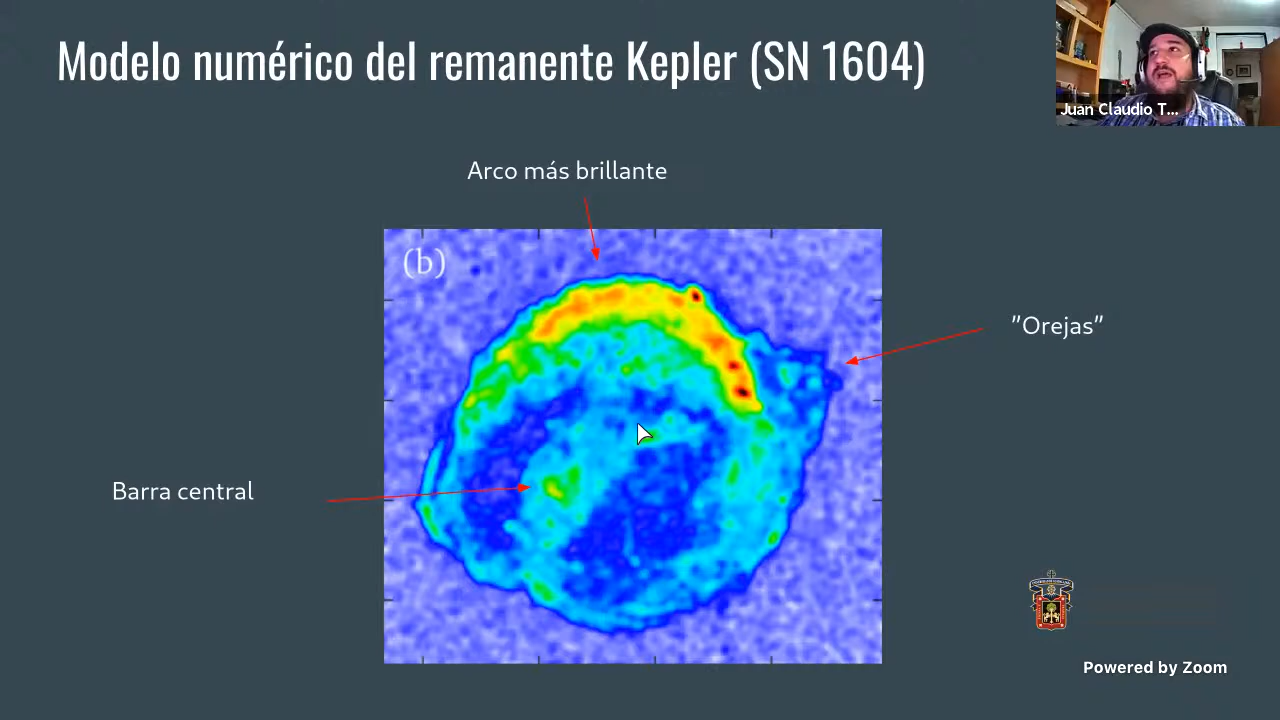 Modelo numérico del remanente Kepler (SN 1604)
Juan Claudio T...
Arco más brillante
(b)
"Orejas"
Barra central
Powered by Zoom